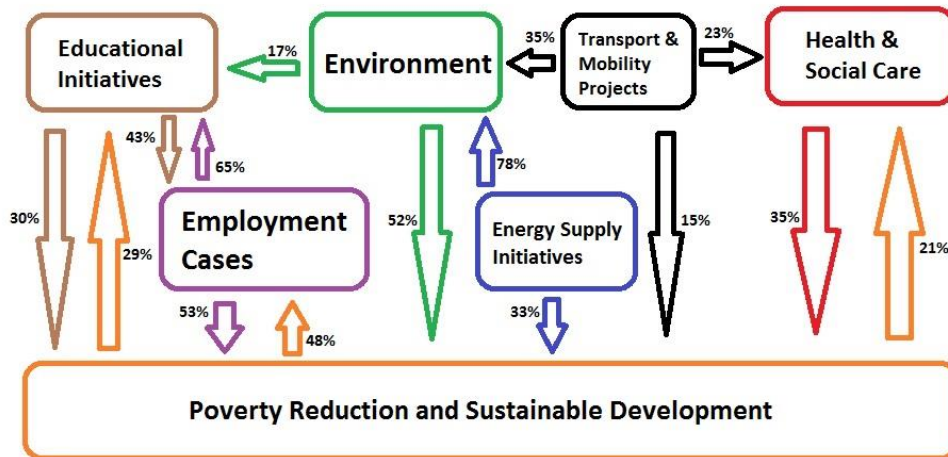 Educational
Initiatives
17%
Environment
35%
Transport &
Mobility
Projects
23%
Health &
Social Care
43%
65%
78%
30%
29%
Employment
Cases
52%
Energy Supply
Initiatives
15%
35%
21%
53%
48%
33%
Poverty Reduction and Sustainable Development